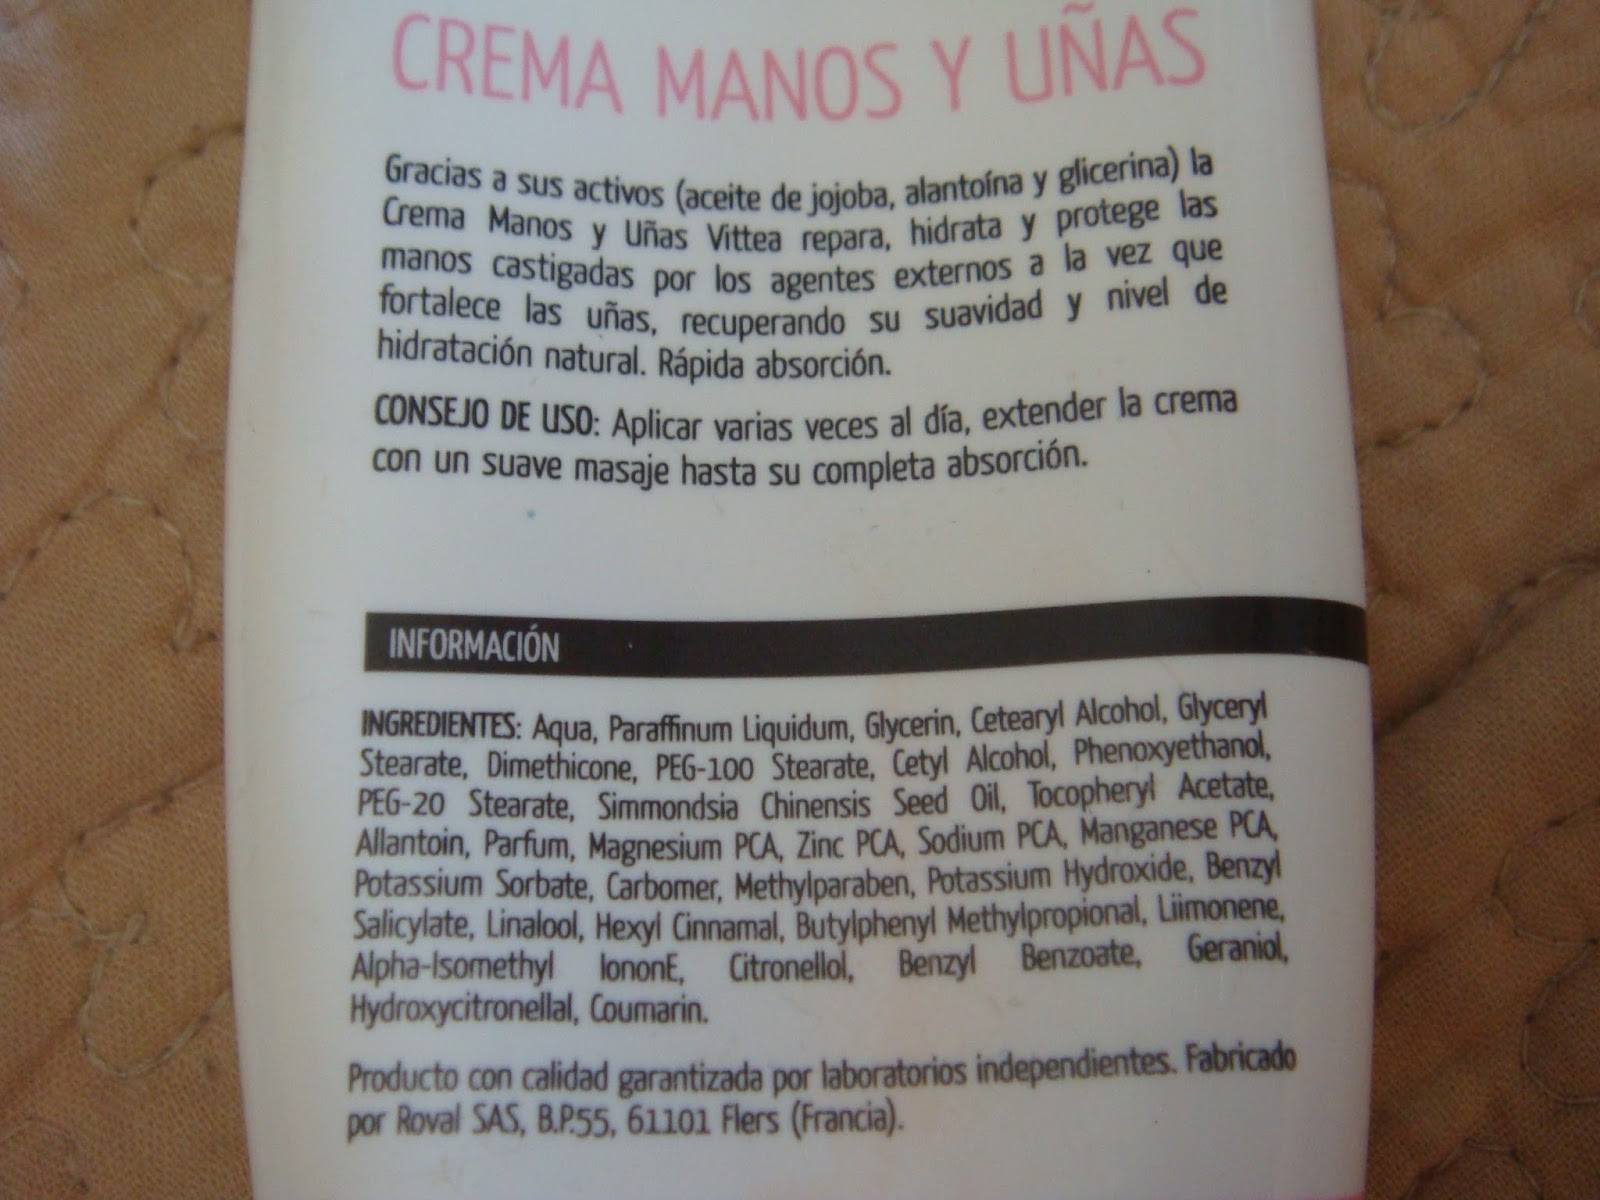 CREMA MANOS Y UÑAS
Gracias a sus activos (aceite de jojoba, alantoína y glicerina) la
Crema Manos y Uñas Vittea repara, hidrata y protege las
manos castigadas por los agentes externos a la vez que
fortalece las uñas, recuperando su suavidad y nivel de
hidratación natural. Rápida absorción.
CONSEJO DE USO: Aplicar varias veces al día, extender la crema
con un suave masaje hasta su completa absorción.
INFORMACIÓN
INGREDIENTES: Aqua, Paraffinum Liquidum, Glycerin, Cetearyl Alcohol, Glyceryl
Stearate, Dimethicone, PEG-100 Stearate, Cetyl Alcohol, Phenoxyethanol,
PEG-20 Stearate, Simmondsia Chinensis Seed Oil, Tocopheryl Acetate,
Allantoin, Parfum, Magnesium PCA, Zinc PCA, Sodium PCA, Manganese PCA,
Potassium Sorbate, Carbomer, Methylparaben, Potassium Hydroxide, Benzyl
Salicylate, Linalool, Hexyl Cinnamal, Butylphenyl Methylpropional, Liimonene,
Alpha-Isomethyl IononE, Citronellol, Benzyl Benzoate, Geraniol,
Hydroxycitronellal, Coumarin.
Producto con calidad garantizada por laboratorios independientes. Fabricado
por Roval SAS, B.P.55, 61101 Flers (Francia).